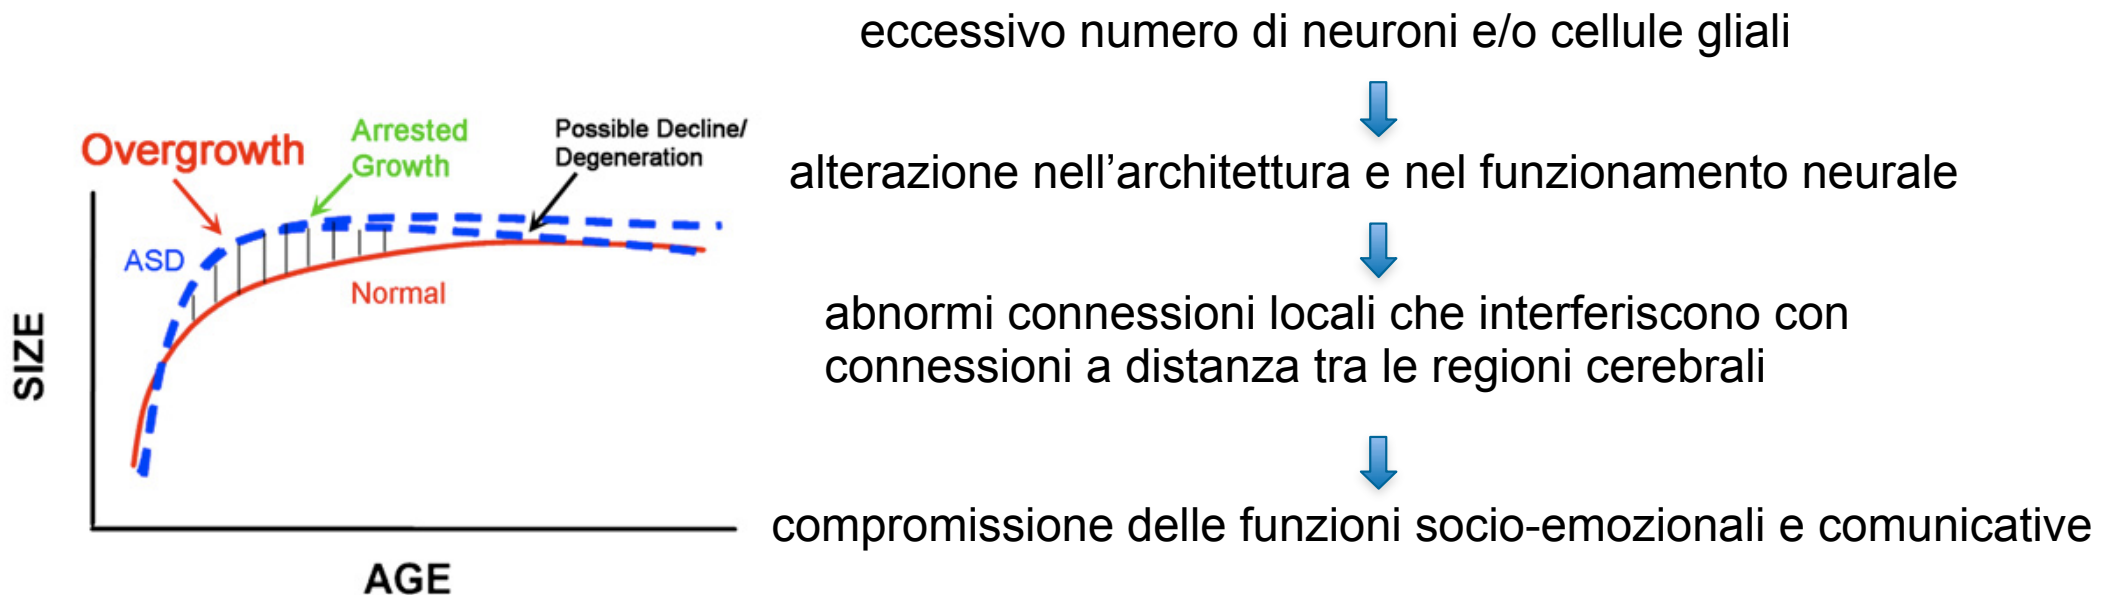 eccessivo numero di neuroni e/o cellule gliali
alterazione nell’architettura e nel funzionamento neurale
abnormi connessioni locali che interferiscono con
connessioni a distanza tra le regioni cerebrali
compromissione delle funzioni socio-emozionali e comunicative
Overgrowth
Arrested
Growth
Possible Decline/
Degeneration
ASD
Normal
SIZE
AGE